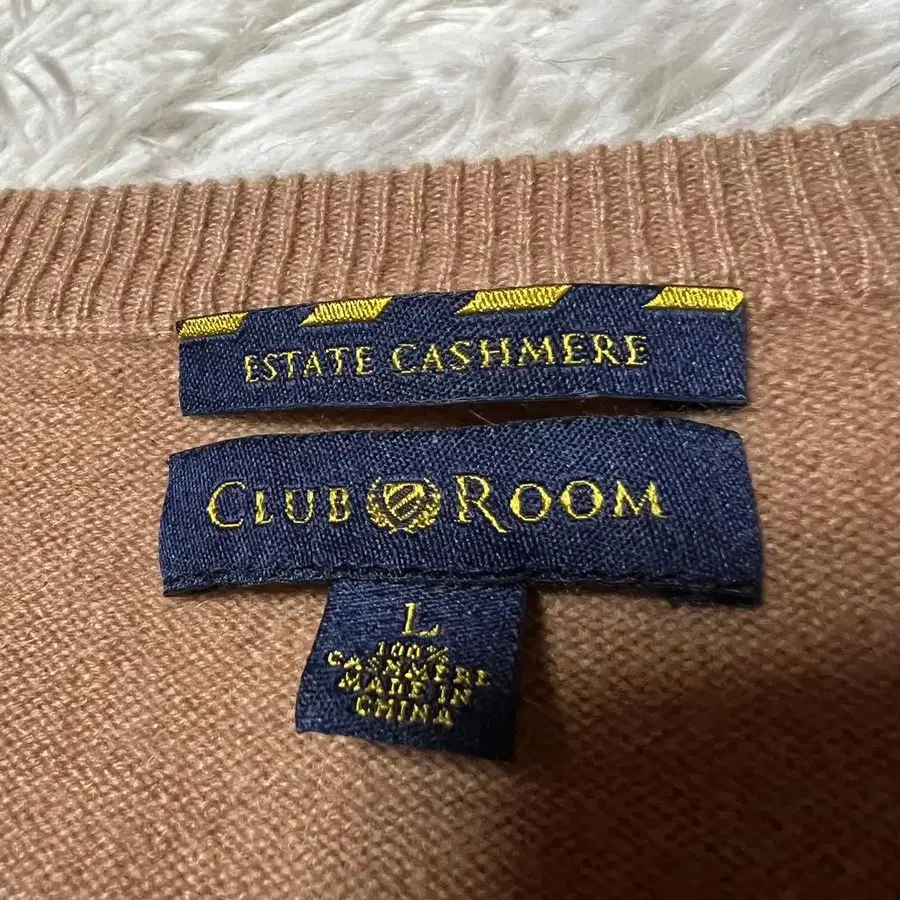 ESTATE CASHMERE
CLUB ROOM
L
100%
CASHMERE
MADE IN
CHINA